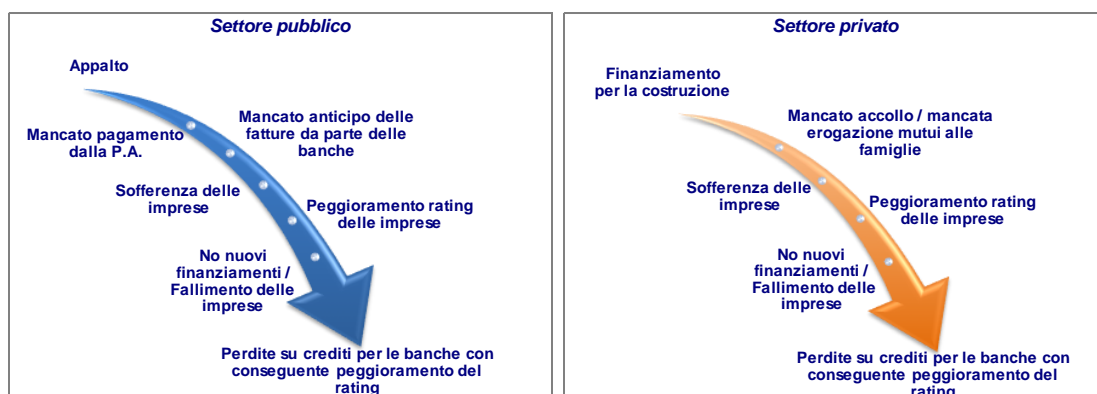 Settore pubblico
Appalto
Mancato pagamento
dalla P.A.
Mancato anticipo delle
fatture da parte delle
banche
Sofferenza delle
imprese
Peggioramento rating
delle imprese
No nuovi
finanziamenti /
Fallimento delle
imprese
Perdite su crediti per le banche con
conseguente peggioramento del
rating
Settore privato
Finanziamento
per la costruzione
Mancato accollo / mancata
erogazione mutui alle
famiglie
Sofferenza delle
imprese
Peggioramento rating
delle imprese
No nuovi
finanziamenti /
Fallimento delle
imprese
Perdite su crediti per le banche con
conseguente peggioramento del
rating